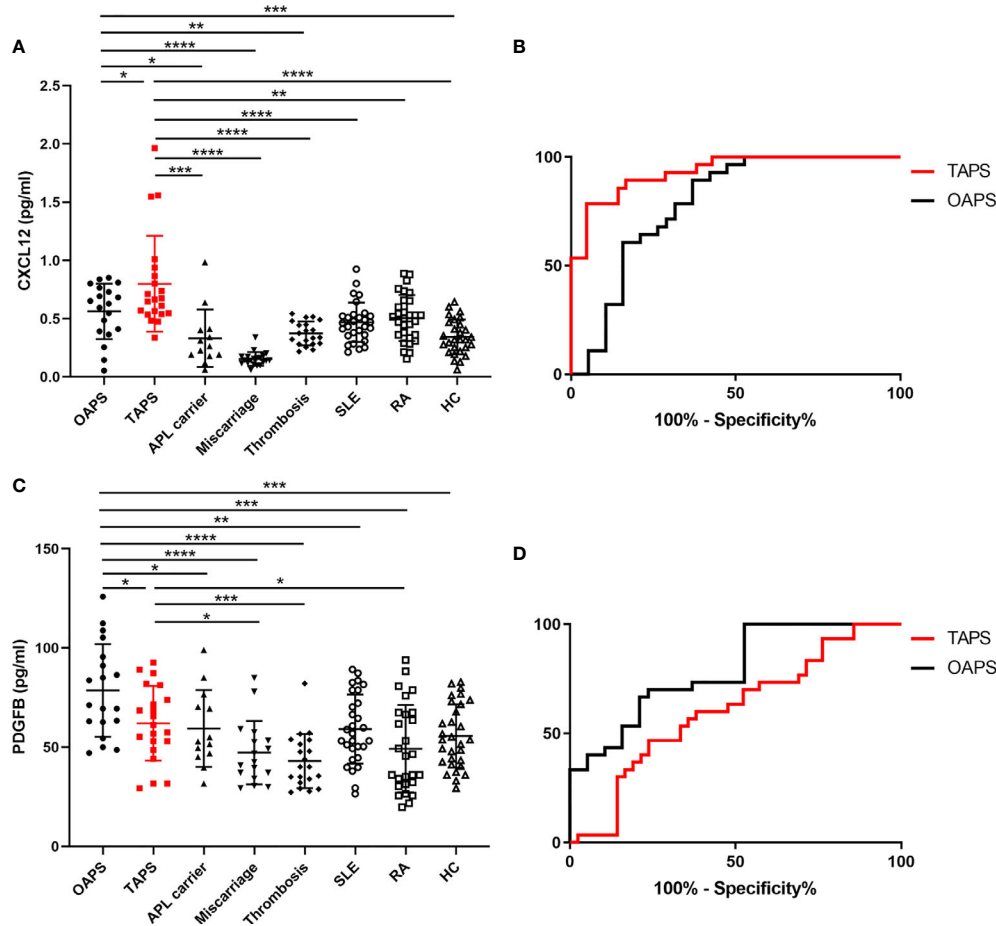 A
***
**
****
*
*
****
**
****
****
****
***
CXCL12 (pg/ml)
2.5
2.0
1.5
1.0
0.5
0.0
OAPS
TAPS
APL carrier
Miscarriage
Thrombosis
SLE
RA
HC
B
100
50
0
0
50
100
100% - Specificity%
TAPS
OAPS
C
***
***
**
****
****
*
*
*
***
*
PDGFB (pg/ml)
150
100
50
0
OAPS
TAPS
APL carrier
Miscarriage
Thrombosis
SLE
RA
HC
D
100
50
0
0
50
100
100% - Specificity%
TAPS
OAPS